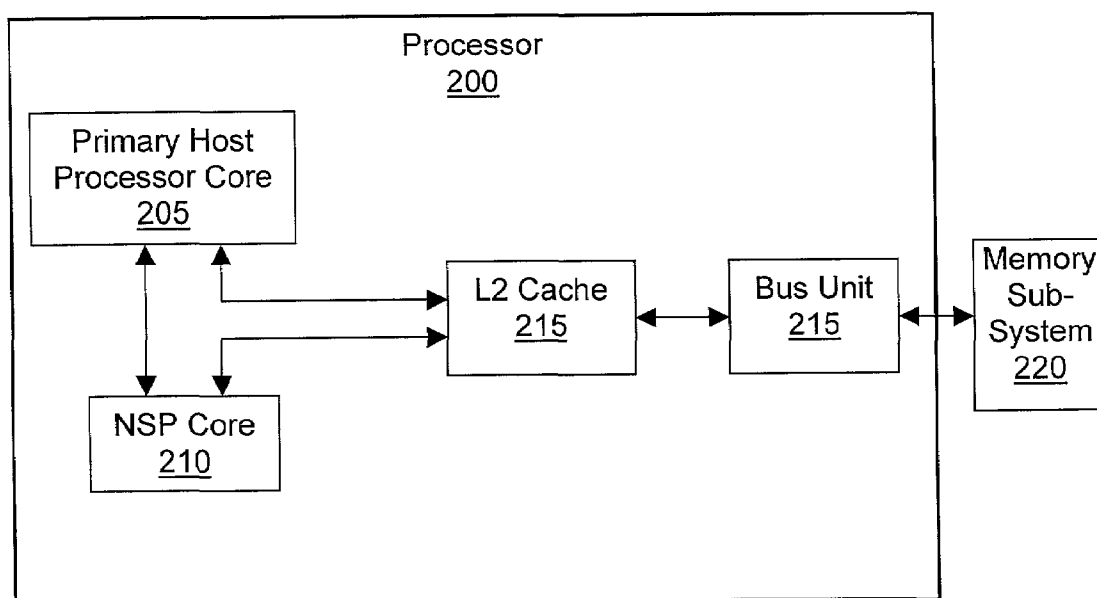 Processor
200
Primary Host
Processor Core
205
L2 Cache
215
Bus Unit
215
Memory
Sub-
System
220
NSP Core
210